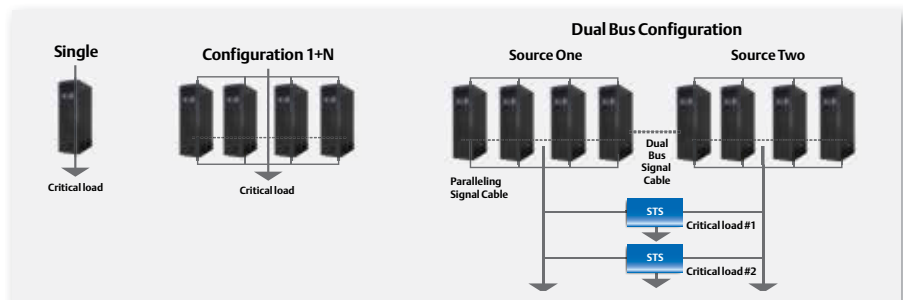 Dual Bus Configuration
Single
Configuration 1+N
Source One
Source Two
Critical load
Critical load
Paralleling
Signal Cable
Dual
Bus
Signal
Cable
STS
Critical load #1
STS
Critical load #2